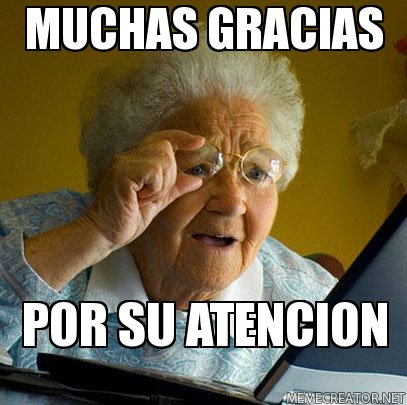 MUCHAS GRACIAS
POR SU ATENCION
MEMECREATOR.NET